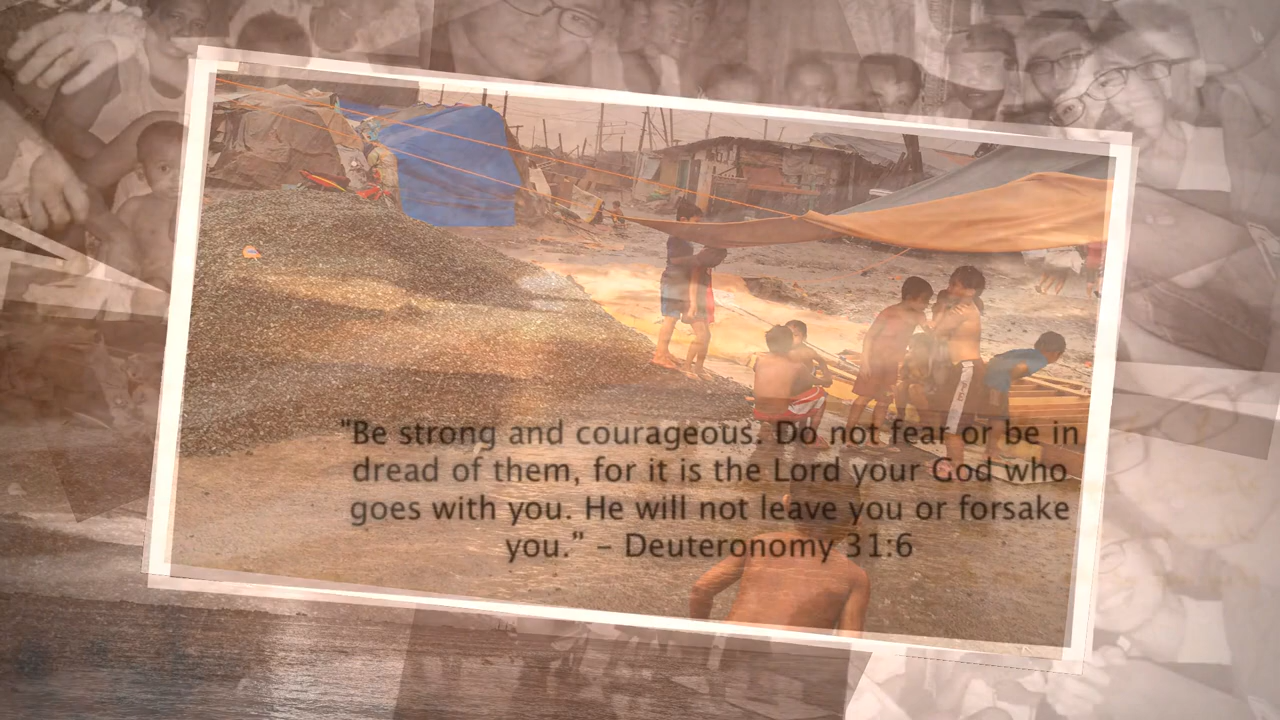 "Be strong and courageous. Do not fear or be in
dread of them, for it is the Lord your God who
goes with you. He will not leave you or forsake
you.” – Deuteronomy 31:6